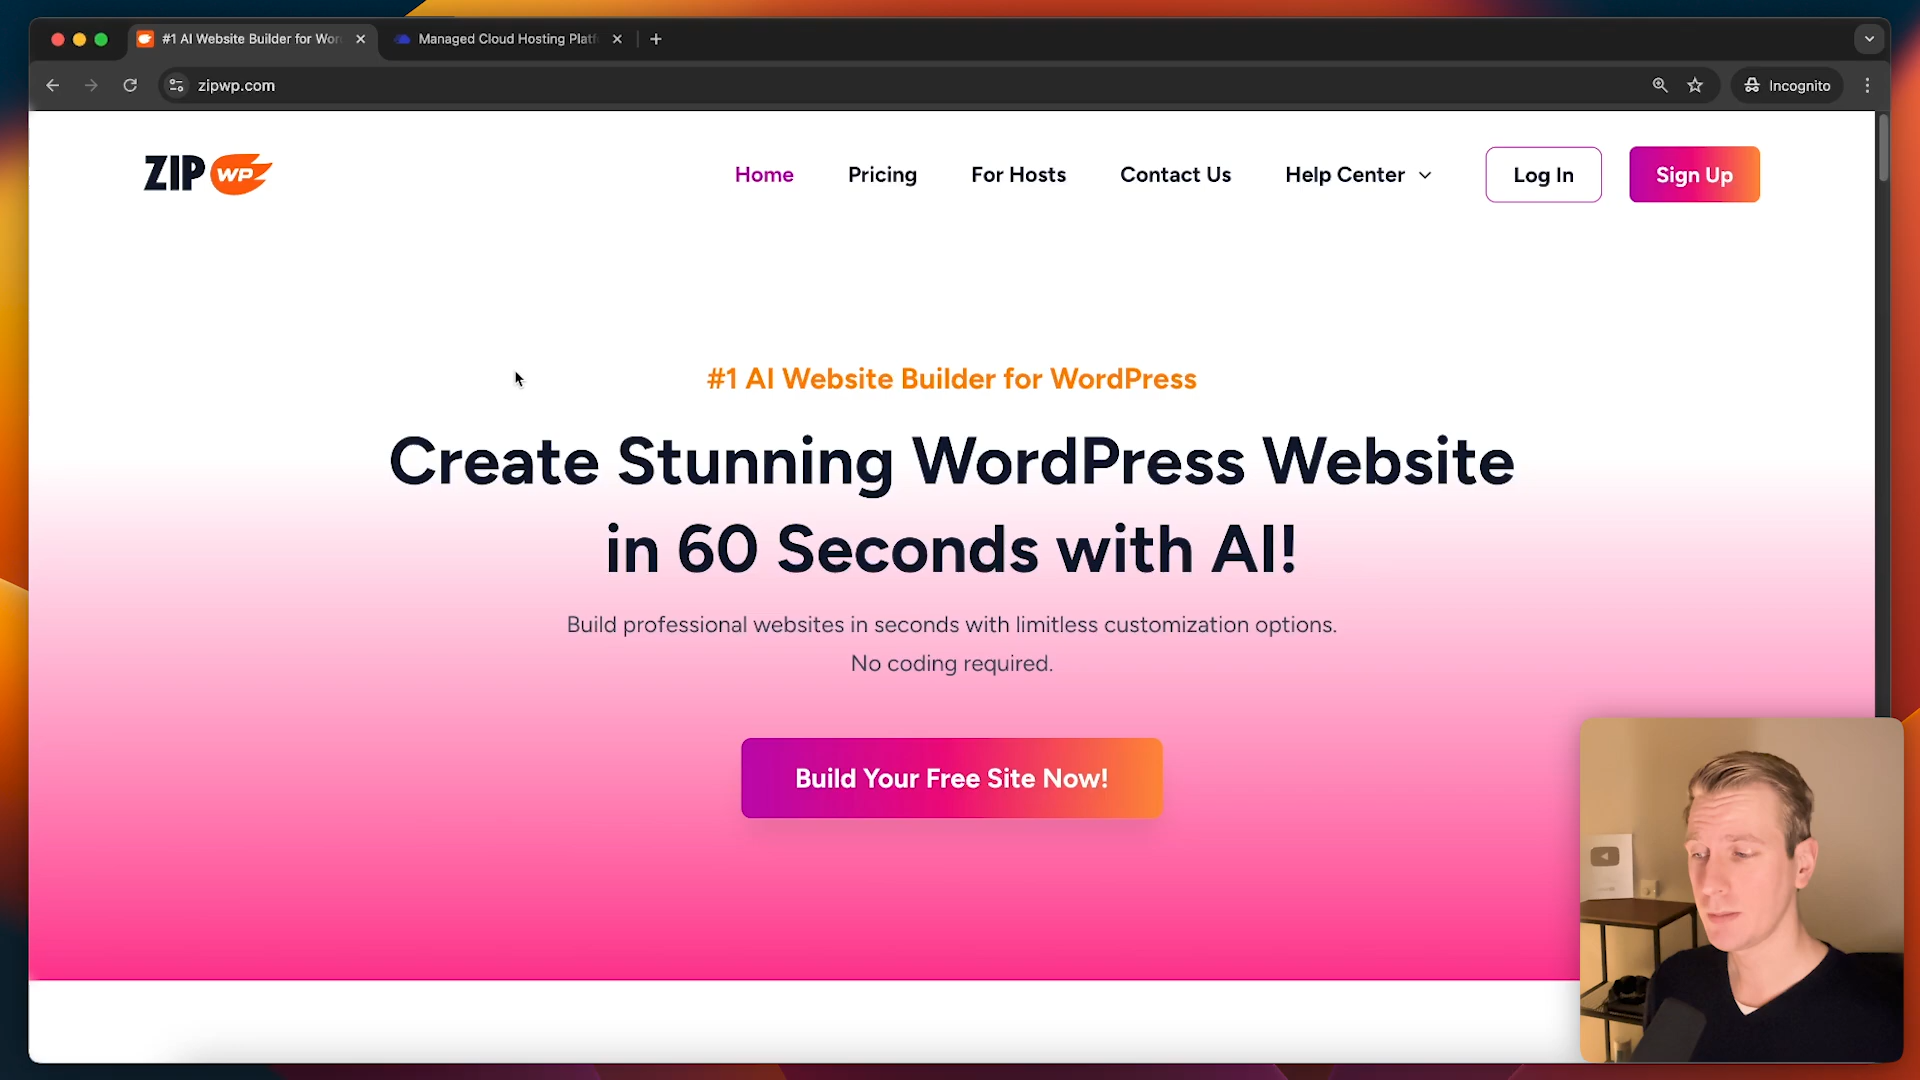 #1 AI Website Builder for Wor
Managed Cloud Hosting Platf
zipwp.com
Incognito
ZIP WP
Home
Pricing
For Hosts
Contact Us
Help Center
Log In
Sign Up
#1 AI Website Builder for WordPress
Create Stunning WordPress Website
in 60 Seconds with AI!
Build professional websites in seconds with limitless customization options.
No coding required.
Build Your Free Site Now!